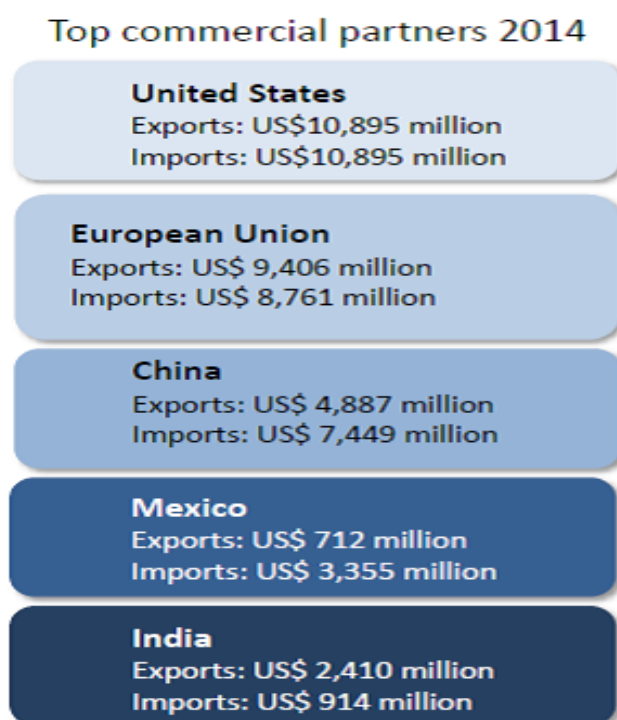 Top commercial partners 2014
United States
Exports: US$10,895 million
Imports: US$10,895 million
European Union
Exports: US$ 9,406 million
Imports: US$ 8,761 million
China
Exports: US$ 4,887 million
Imports: US$ 7,449 million
Mexico
Exports: US$ 712 million
Imports: US$ 3,355 million
India
Exports: US$ 2,410 million
Imports: US$ 914 million